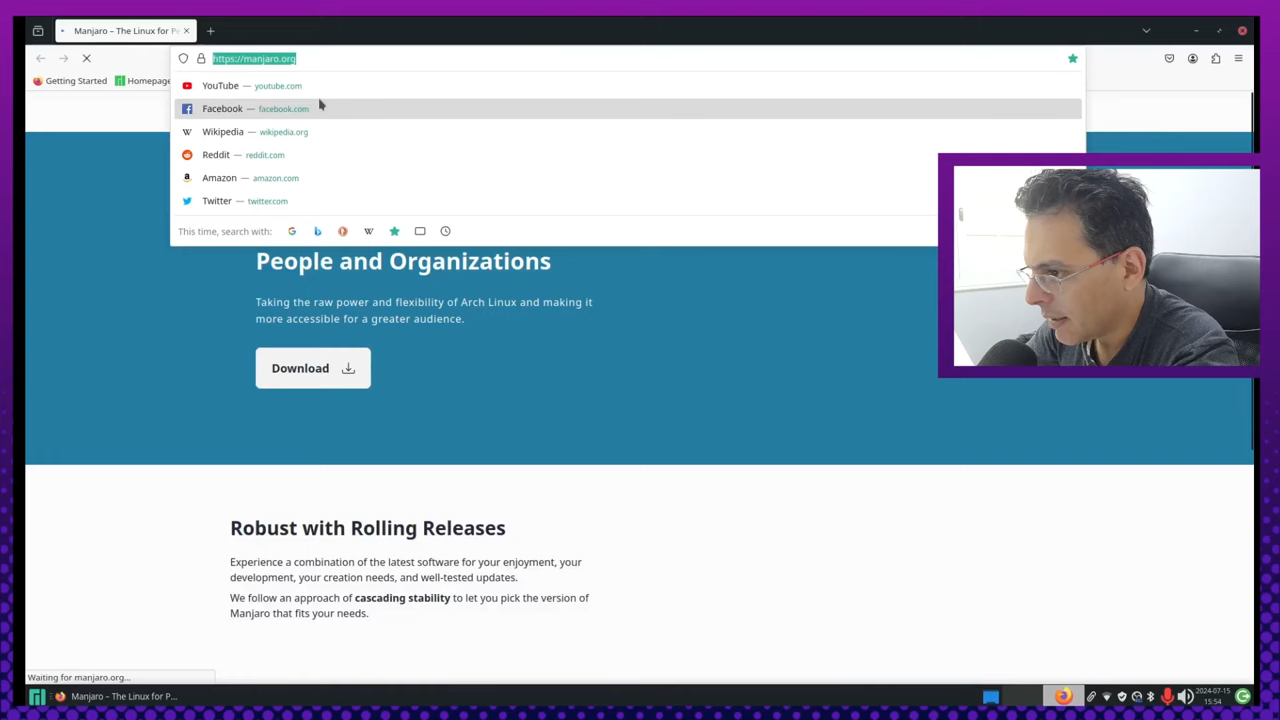 Manjaro – The Linux for Pe
https://manjaro.org
Getting Started
Homepage
YouTube — youtube.com
Facebook — facebook.com
Wikipedia — wikipedia.org
Reddit — reddit.com
Amazon — amazon.com
Twitter — twitter.com
This time, search with:
People and Organizations
Taking the raw power and flexibility of Arch Linux and making it
more accessible for a greater audience.
Download
Robust with Rolling Releases
Experience a combination of the latest software for your enjoyment, your
development, your creation needs, and well-tested updates.
We follow an approach of cascading stability to let you pick the version of
Manjaro that fits your needs.
Waiting for manjaro.org...
Manjaro – The Linux for P...
2024-07-15
15:54